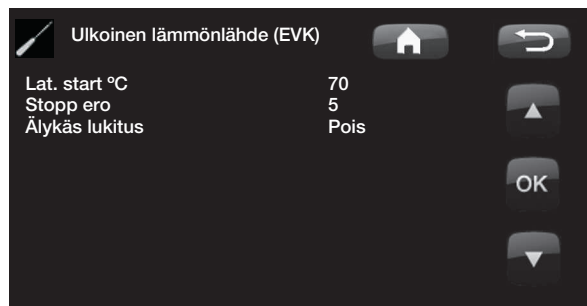 Ulkoinen lämmönlähde (EVK)
Lat. start ºC 70
Stopp ero 5
Älykäs lukitus Pois
OK